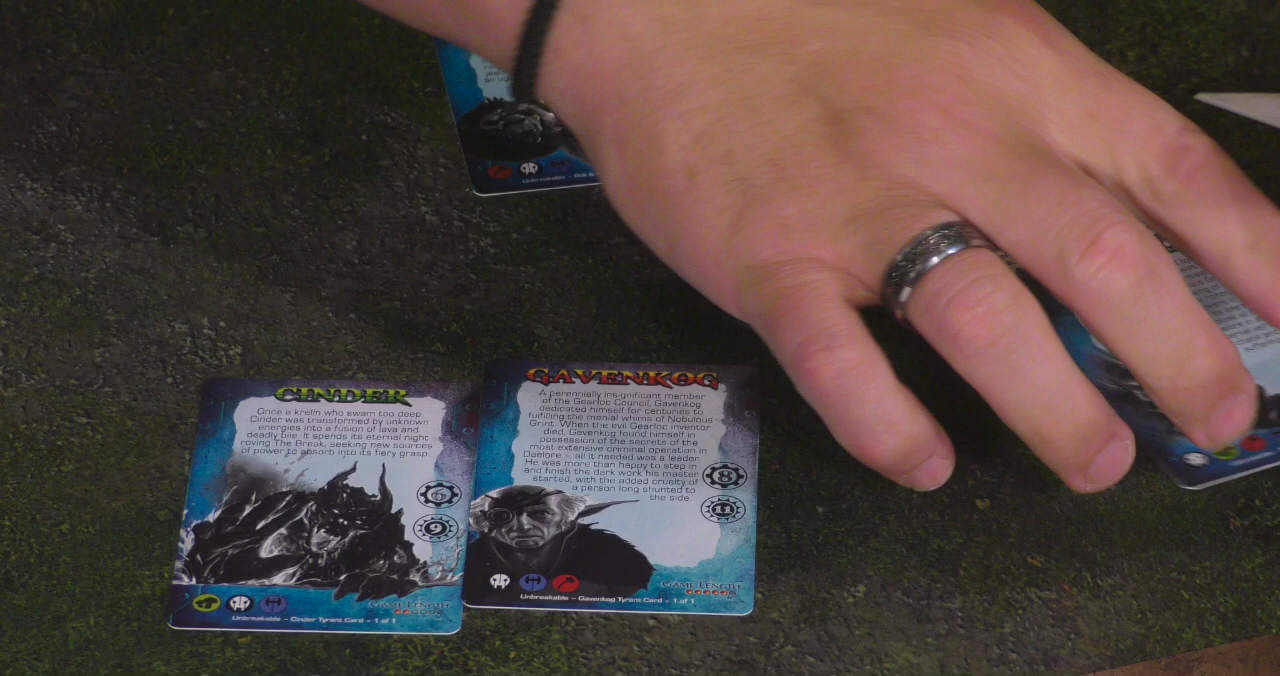 Unbreakable -
CINDER
Once a krelln who swam too deep,
Cinder was transformed by unknown
energies into a fusion of lava and
deadly bile. It spends its eternal night
roving The Break, seeking new sources
of power to absorb into its fiery grasp.
6
9
GAME LENGTH
Unbreakable - Cinder Tyrant Card - 1 of 1
GAVENKOG
A perennially insignificant member
of the Gearloc Council, Gavenkog
dedicated himself for centuries to
fulfilling the menial whims of Nobulous
Grint. When the evil Gearloc inventor
died, Gavenkog found himself in
possession of the secrets of the
most extensive criminal operation in
Daelore - all it needed was a leader.
He was more than happy to step in
and finish the dark work his master
started, with the added cruelty of
a person long shunted to
the side.
8
11
GAME LENGTH
Unbreakable - Gavenkog Tyrant Card - 1 of 1